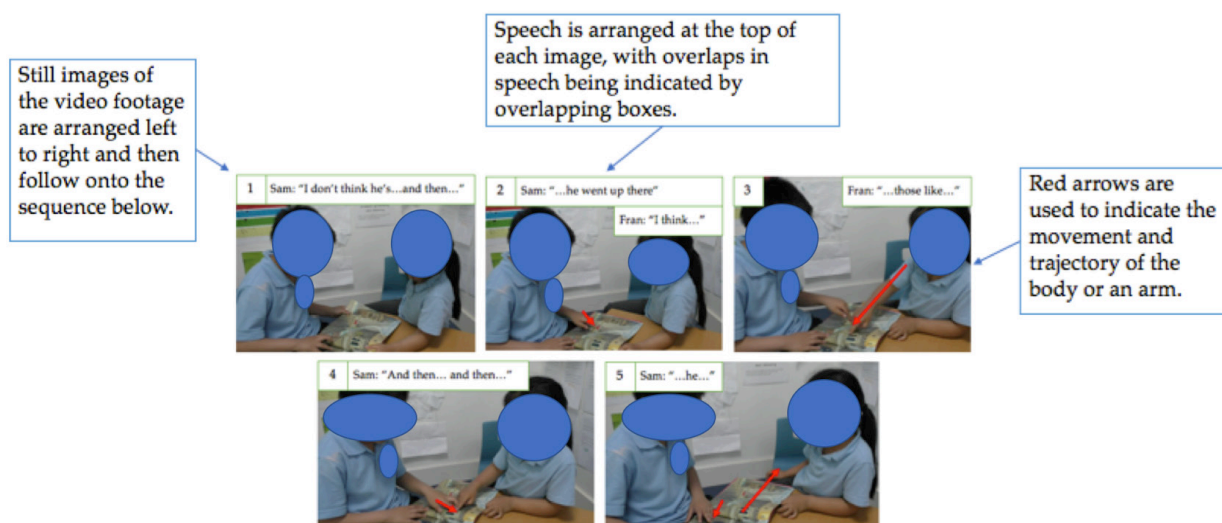 Speech is arranged at the top of
each image, with overlaps in
speech being indicated by
overlapping boxes.
Still images of
the video footage
are arranged left
to right and then
follow onto the
sequence below.
Red arrows are
used to indicate the
movement and
trajectory of the
body or an arm.
1 Sam: "I don't think he's…and then…"
2 Sam: "…he went up there"
Fran: "I think…"
3 Fran: "…those like…"
4 Sam: "And then… and then…"
5 Sam: "…he…"